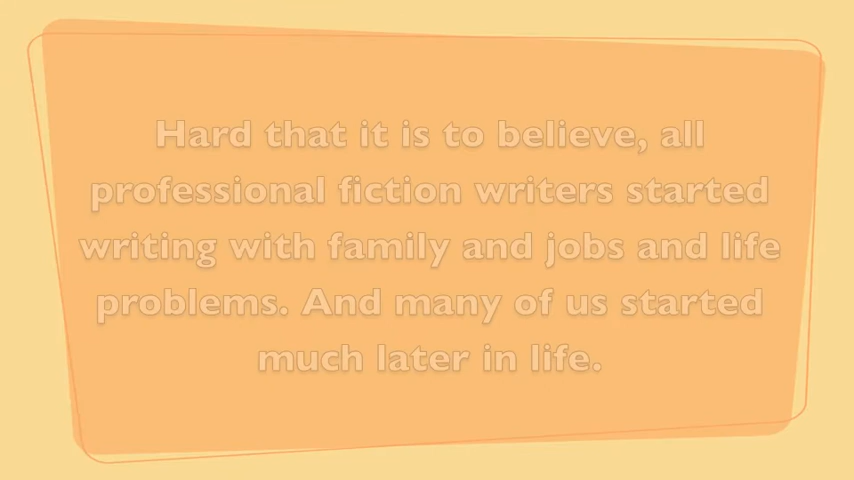 Hard that it is to believe, all
professional fiction writers started
writing with family and jobs and life
problems. And many of us started
much later in life.